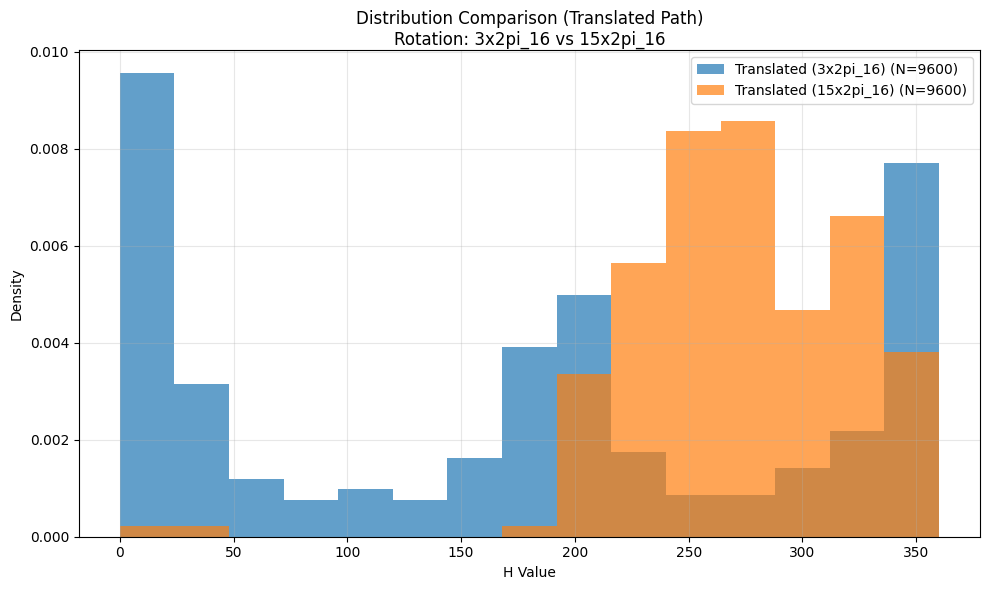 Distribution Comparison (Translated Path)
Rotation: 3x2pi_16 vs 15x2pi_16
Translated (3x2pi_16) (N=9600)
Translated (15x2pi_16) (N=9600)
0.010
0.008
0.006
0.004
0.002
0.000
Density
0 50 100 150 200 250 300 350
H Value